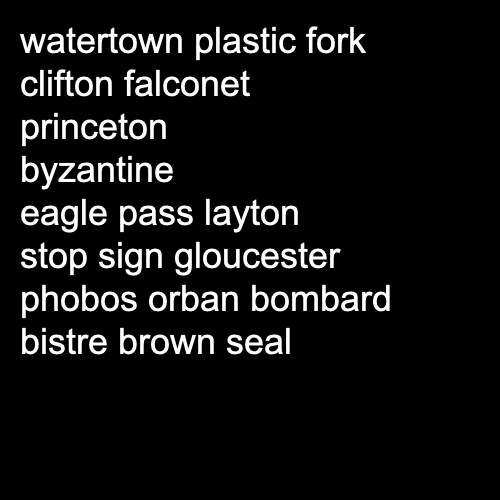 watertown plastic fork
clifton falconet
princeton
byzantine
eagle pass layton
stop sign gloucester
phobos orban bombard
bistre brown seal